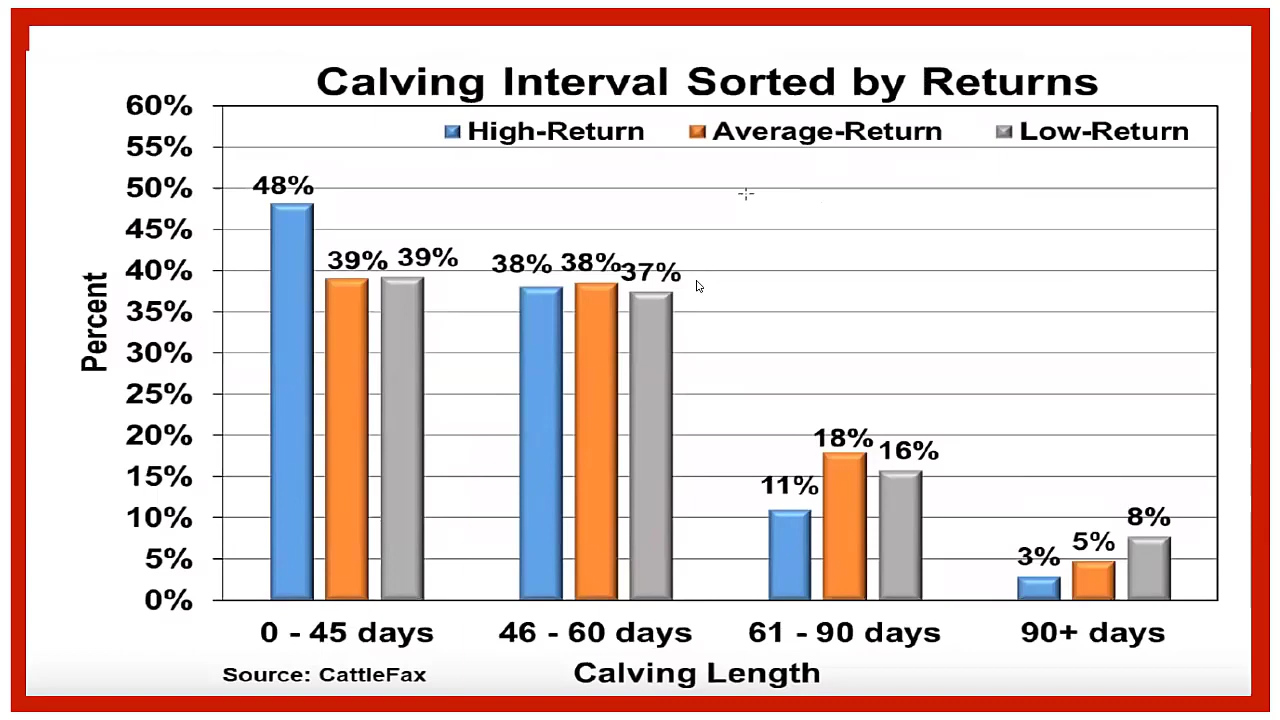 Calving Interval Sorted by Returns
High-Return Average-Return Low-Return
60%
55%
50%
45%
40%
35%
30%
25%
20%
15%
10%
5%
0%
Percent
48% 39% 39%
38% 38% 37%
11% 18% 16%
3% 5% 8%
0 - 45 days 46 - 60 days 61 - 90 days 90+ days
Calving Length
Source: CattleFax